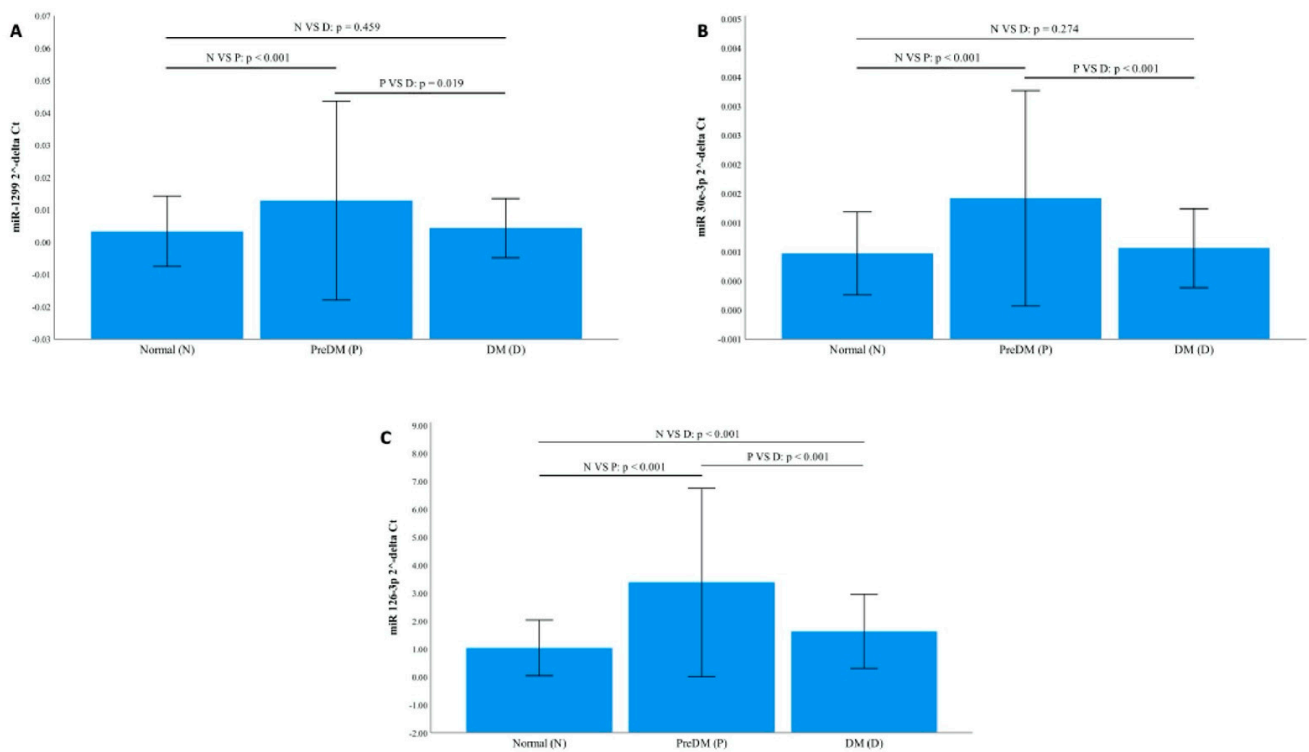 A
0.07
0.06
0.05
0.04
0.03
0.02
0.01
0.00
-0.01
-0.02
-0.03
miR-1299 2^-delta Ct
N VS D: p = 0.459
N VS P: p < 0.001
P VS D: p = 0.019
Normal (N)
PreDM (P)
DM (D)
B
0.005
0.004
0.004
0.003
0.003
0.002
0.002
0.001
0.001
0.000
0.000
-0.001
miR 30e-3p 2^-delta Ct
N VS D: p = 0.274
N VS P: p < 0.001
P VS D: p < 0.001
Normal (N)
PreDM (P)
DM (D)
C
9.00
8.00
7.00
6.00
5.00
4.00
3.00
2.00
1.00
0.00
-1.00
-2.00
miR 126-3p 2^-delta Ct
N VS D: p < 0.001
P VS D: p < 0.001
N VS P: p < 0.001
Normal (N)
PreDM (P)
DM (D)